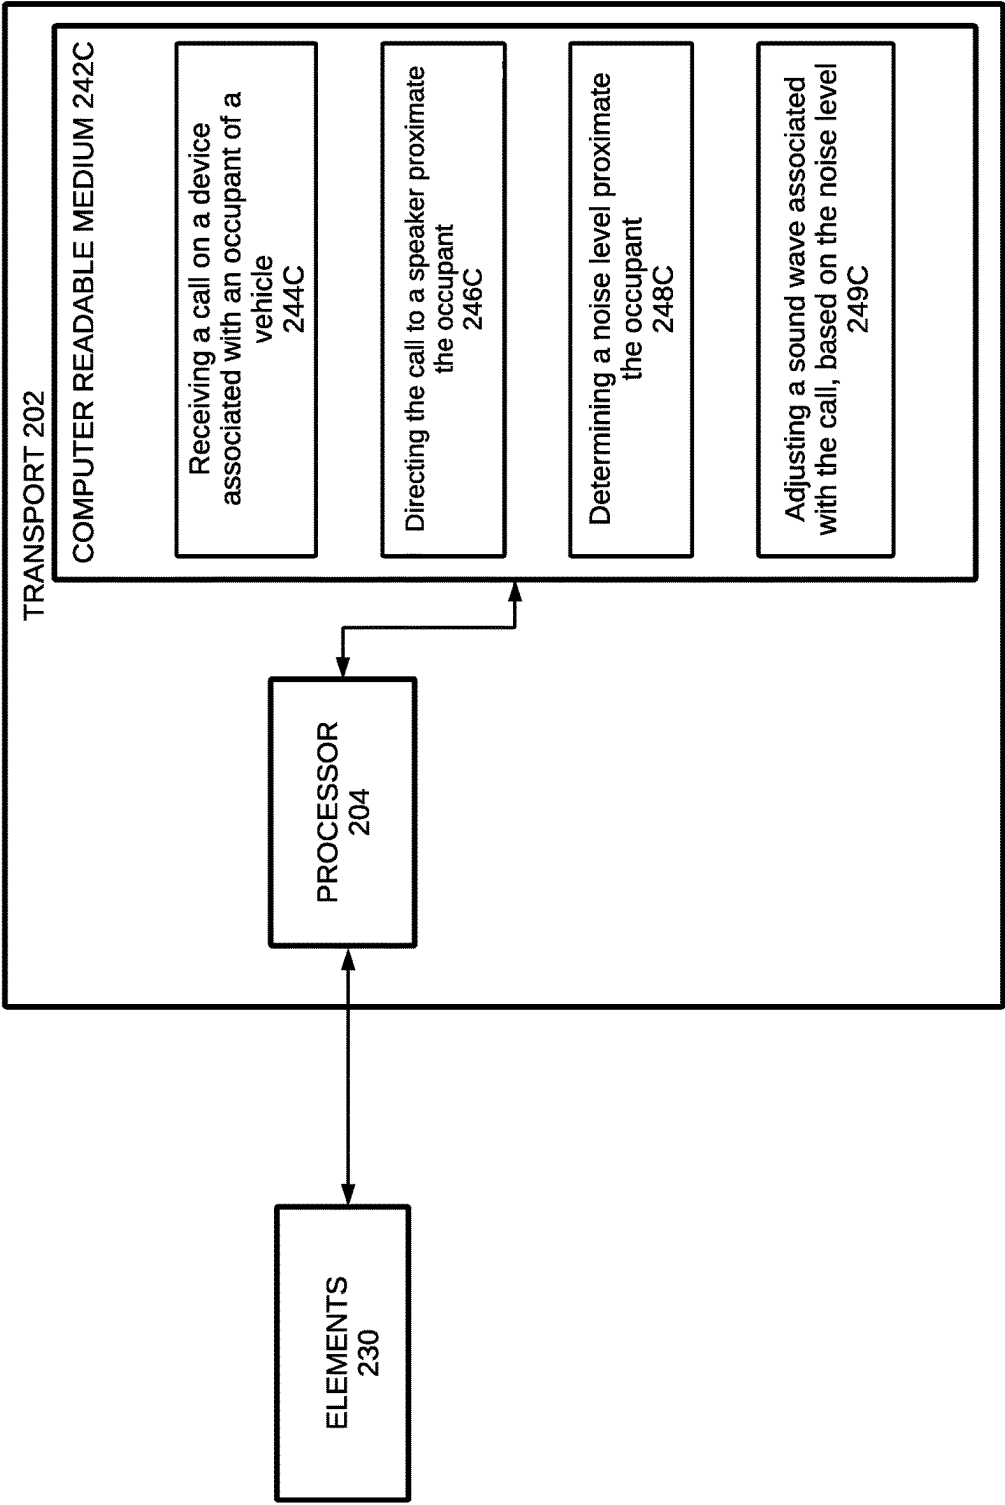 TRANSPORT 202
COMPUTER READABLE MEDIUM 242C
Receiving a call on a device
associated with an occupant of a
vehicle
244C
Directing the call to a speaker proximate
the occupant
246C
Determining a noise level proximate
the occupant
248C
Adjusting a sound wave associated
with the call, based on the noise level
249C
PROCESSOR
204
ELEMENTS
230